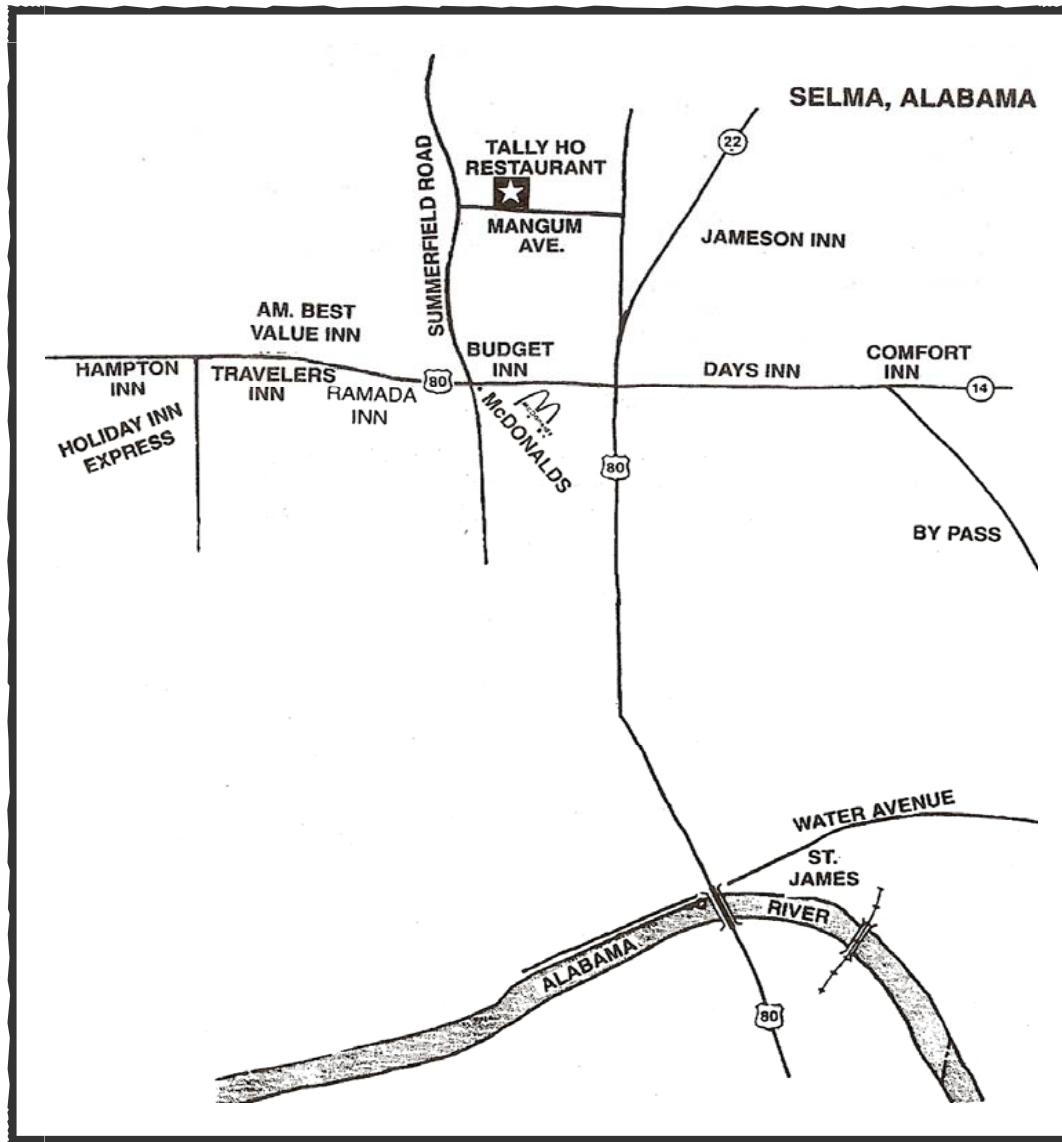 SELMA, ALABAMA
22
TALLY HO
RESTAURANT
SUMMERFIELD ROAD
MANGUM
AVE.
JAMESON INN
AM. BEST
VALUE INN
BUDGET
INN
COMFORT
INN
HAMPTON
INN
TRAVELERS
INN
RAMADA
INN
80
DAYS INN
14
HOLIDAY INN
EXPRESS
McDONALDS
80
BY PASS
WATER AVENUE
ST.
JAMES
RIVER
ALABAMA
80